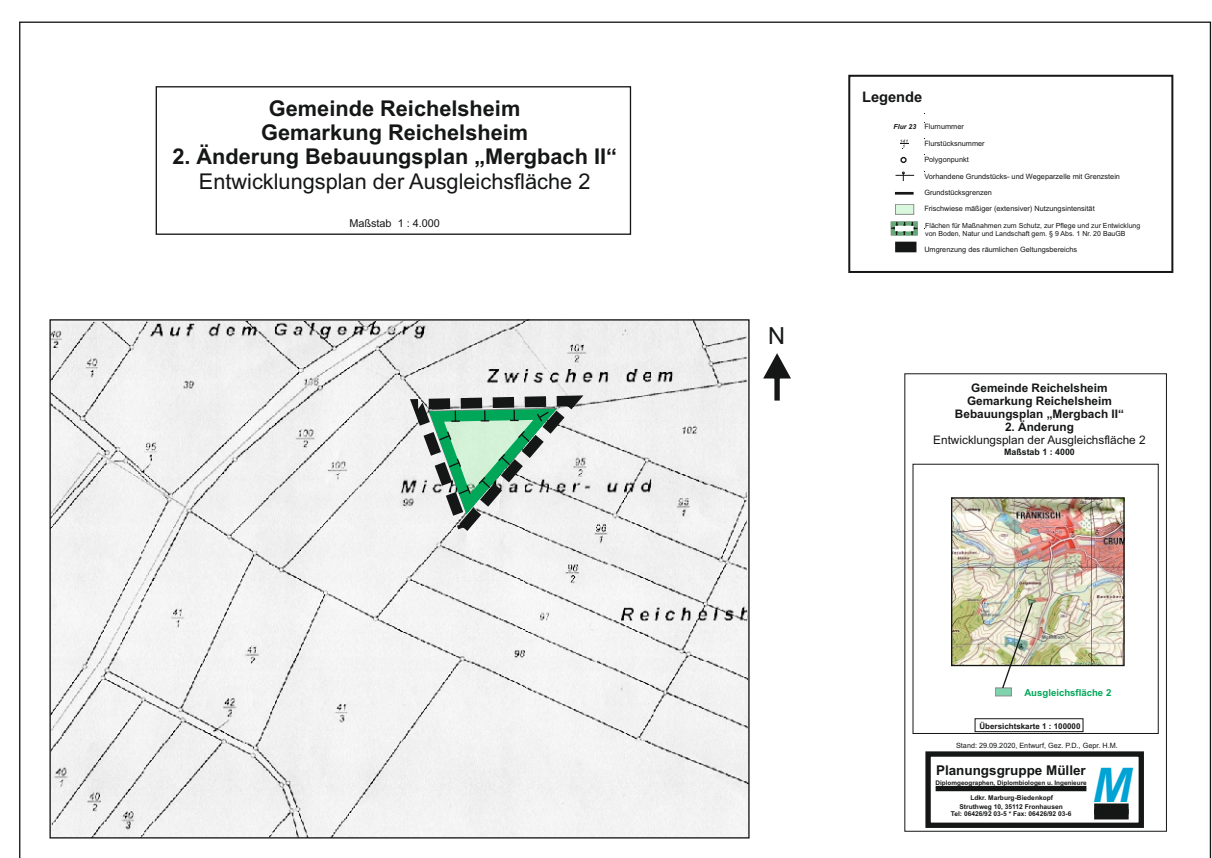 Gemeinde Reichelsheim
Gemarkung Reichelsheim
2. Änderung Bebauungsplan „Mergbach II“
Entwicklungsplan der Ausgleichsfläche 2
Maßstab 1 : 4.000
Legende
Flur 23 Flurnummer
Flurstücksnummer
Polygonpunkt
Vorhandene Grundstücks- und Wegeparzelle mit Grenzstein
Grundstücksgrenzen
Frischwiese mäßiger (extensiver) Nutzungsintensität
Flächen für Maßnahmen zum Schutz, zur Pflege und zur Entwicklung
von Boden, Natur und Landschaft gem. § 9 Abs. 1 Nr. 20 BauGB
Umgrenzung des räumlichen Geltungsbereichs
Auf dem Galgenberg
40/2
40/1
39
101/2
Zwischen dem
102
100/2
100/1
95/1
95/2
99
95/1
96/1
96/2
97
98
Reichelst
41/1
41/2
41/3
42/2
40/1
40/2
40/3
N
Gemeinde Reichelsheim
Gemarkung Reichelsheim
Bebauungsplan „Mergbach II“
2. Änderung
Entwicklungsplan der Ausgleichsfläche 2
Maßstab 1 : 4000
FRÄNKISCH
CRUM
Ausgleichsfläche 2
Übersichtskarte 1 : 100000
Stand: 29.09.2020, Entwurf, Gez. P.D., Gepr. H.M.
Planungsgruppe Müller
Diplomgeographen, Diplombiologen u. Ingenieure
Ldkr. Marburg-Biedenkopf
Struthweg 10, 35112 Fronhausen
Tel: 06426/92 03-5 * Fax: 06426/92 03-6
M